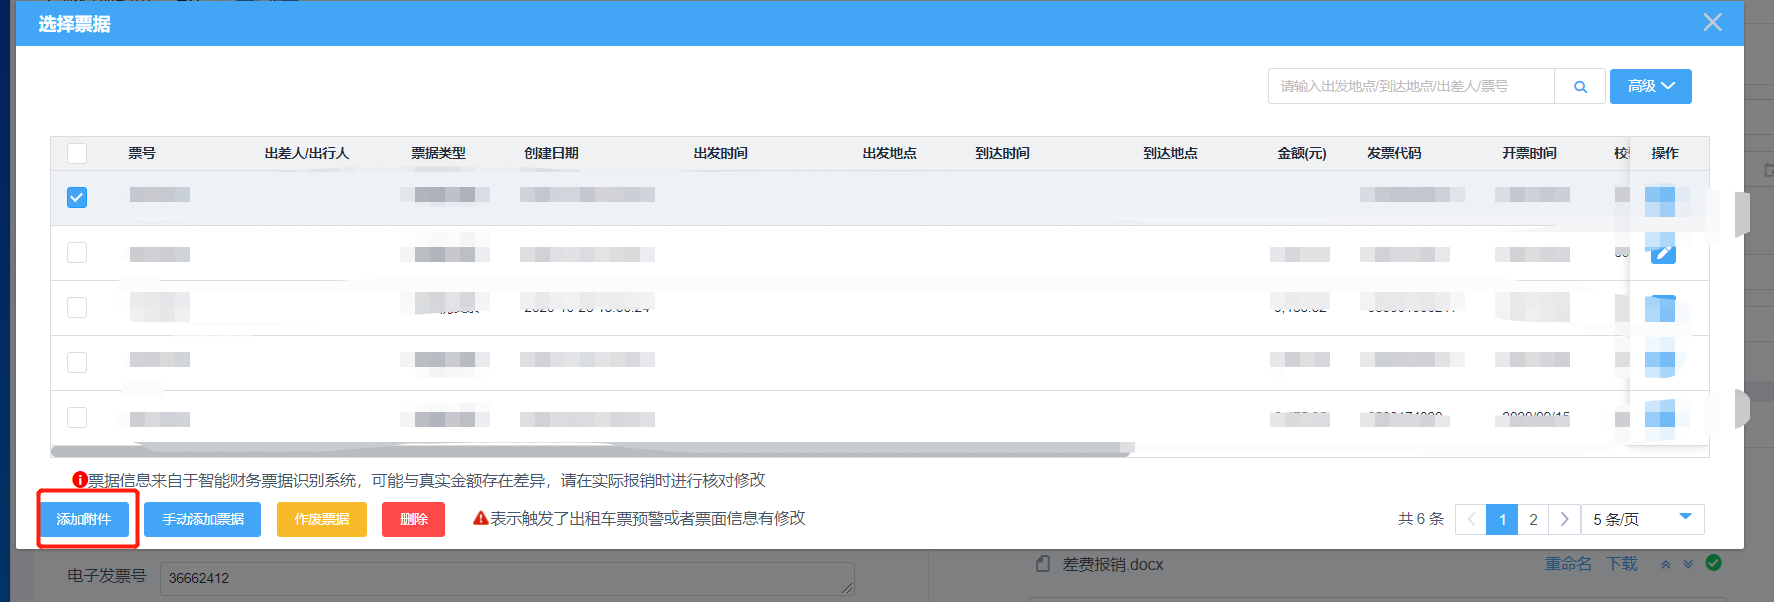 选择票据
请输入出发地点/到达地点/出差人/票号
高级
票号 出差人/出行人 票据类型 创建日期 出发时间 出发地点 到达时间 到达地点 金额(元) 发票代码 开票时间 操作
票据信息来自于智能财务票据识别系统，可能与真实金额存在差异，请在实际报销时进行核对修改
添加附件 手动添加票据 作废票据 删除 表示触发了出租车票预警或者票面信息有修改 共 6 条 1 2 5 条/页
电子发票号 36662412 差费报销.docx 重命名 下载